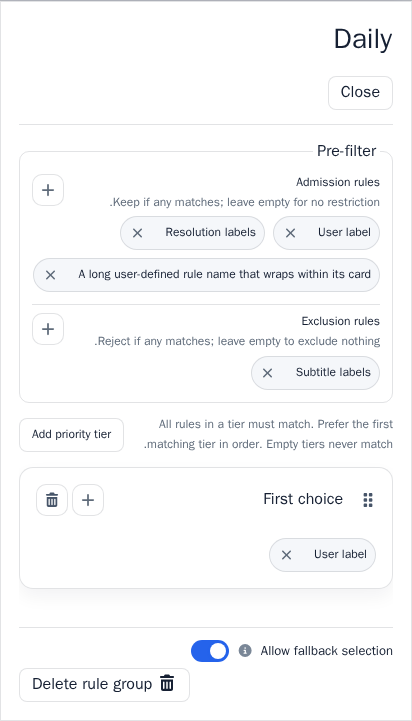 Daily
Close
Pre-filter
Admission rules
Keep if any matches; leave empty for no restriction.
User label
Resolution labels
A long user-defined rule name that wraps within its card
Exclusion rules
Reject if any matches; leave empty to exclude nothing.
Subtitle labels
All rules in a tier must match. Prefer the first
matching tier in order. Empty tiers never match.
Add priority tier
First choice
User label
Allow fallback selection
Delete rule group